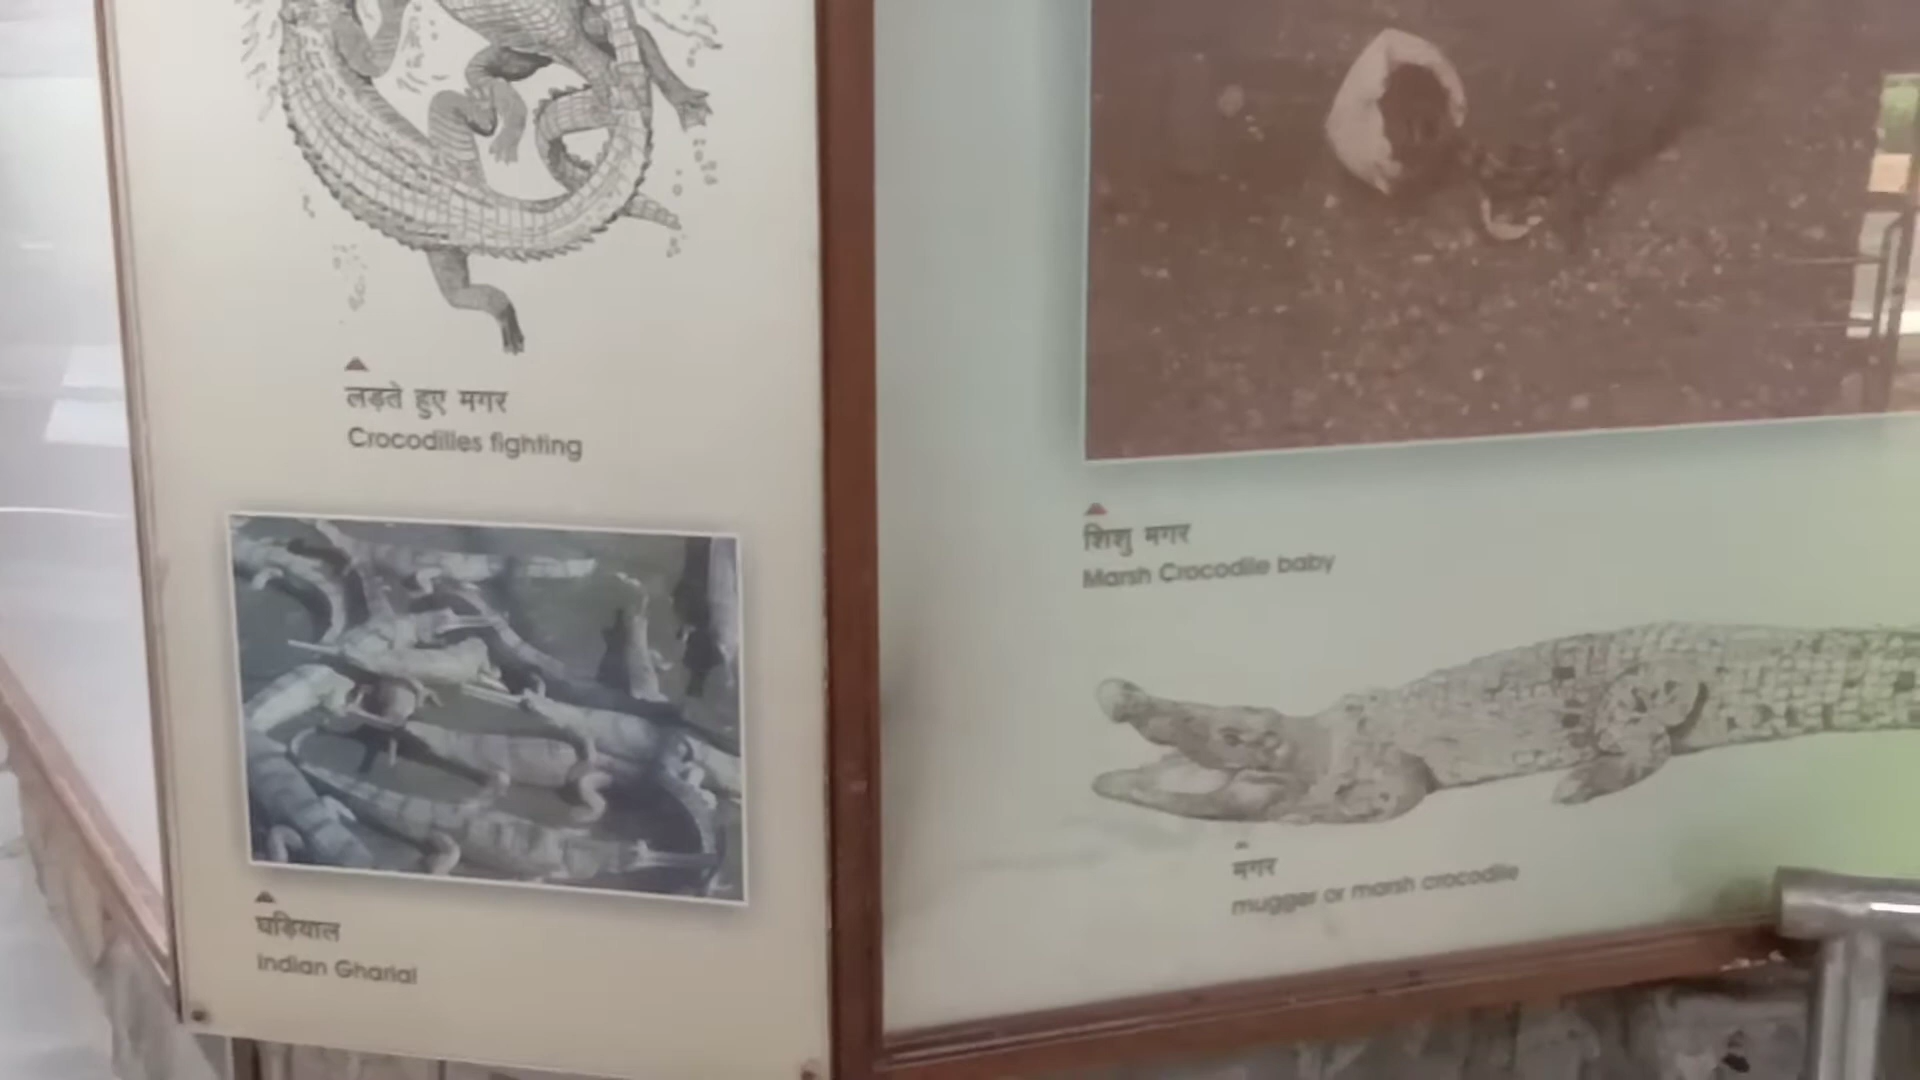 लड़ते हुए मगर
Crocodilles fighting
घड़ियाल
Indian Gharial
शिशु मगर
Marsh Crocodile baby
मगर
mugger or marsh crocodile